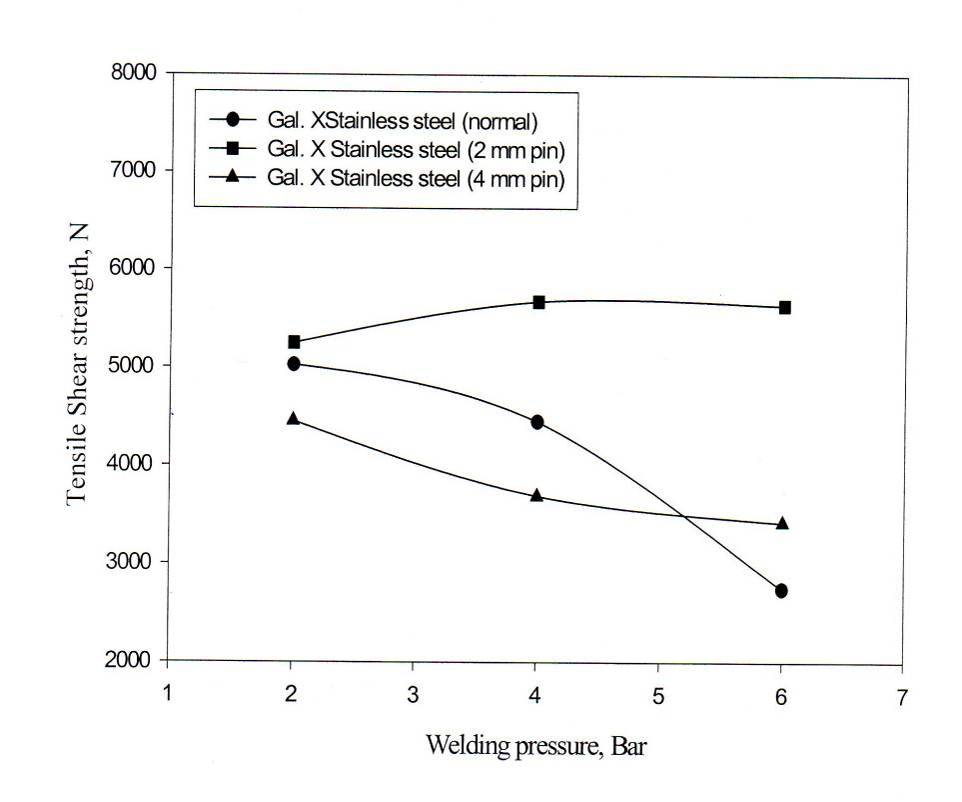 8000
7000
6000
5000
4000
3000
2000
Tensile Shear strength, N
Gal. XStainless steel (normal)
Gal. X Stainless steel (2 mm pin)
Gal. X Stainless steel (4 mm pin)
1 2 3 4 5 6 7
Welding pressure, Bar